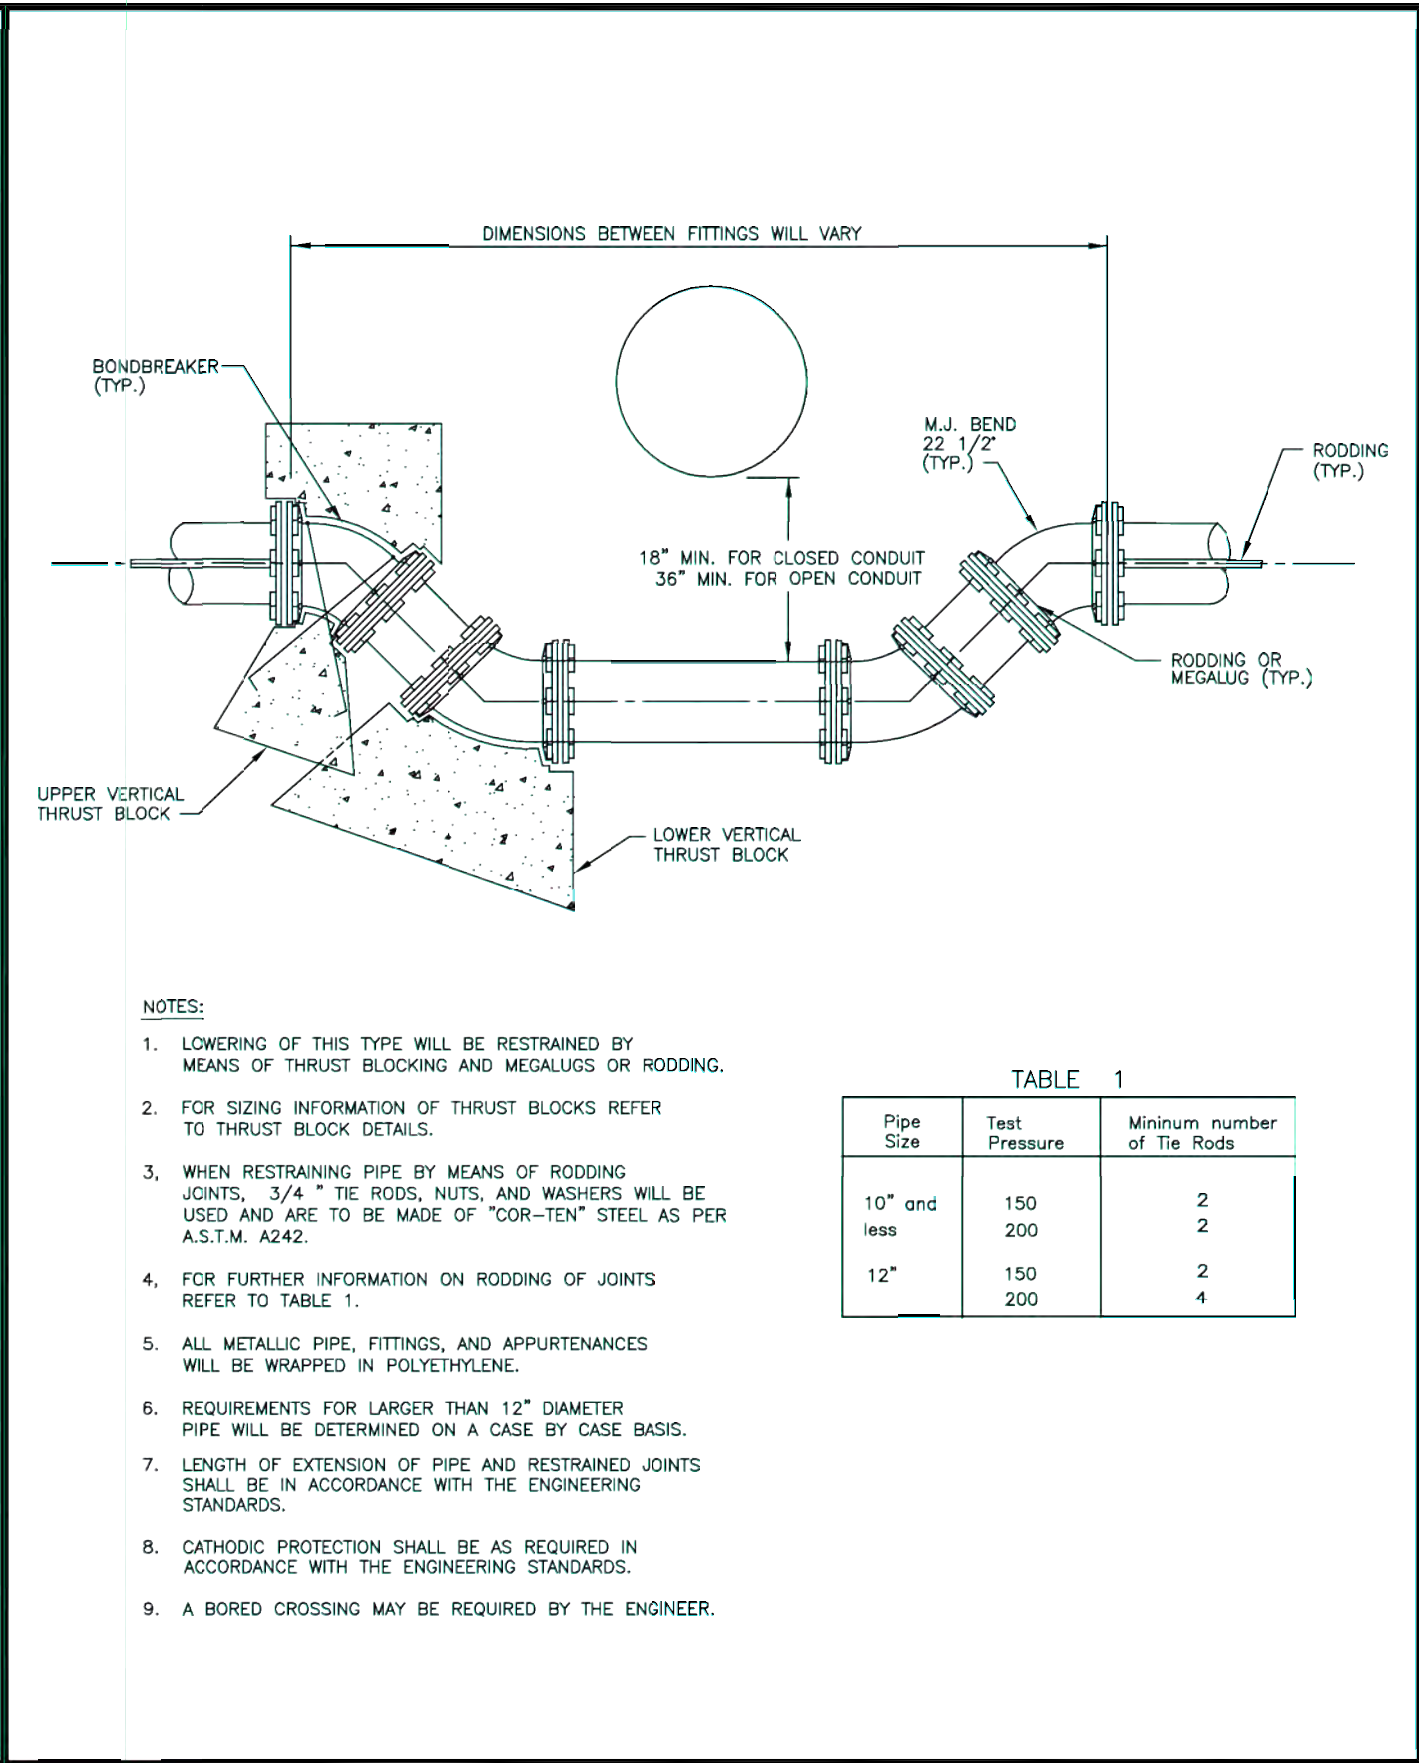 DIMENSIONS BETWEEN FITTINGS WILL VARY
BONDBREAKER
(TYP.)
M.J. BEND
22 1/2°
(TYP.)
RODDING
(TYP.)
18" MIN. FOR CLOSED CONDUIT
36" MIN. FOR OPEN CONDUIT
RODDING OR
MEGALUG (TYP.)
UPPER VERTICAL
THRUST BLOCK
LOWER VERTICAL
THRUST BLOCK
NOTES:
1. LOWERING OF THIS TYPE WILL BE RESTRAINED BY
MEANS OF THRUST BLOCKING AND MEGALUGS OR RODDING.
2. FOR SIZING INFORMATION OF THRUST BLOCKS REFER
TO THRUST BLOCK DETAILS.
3, WHEN RESTRAINING PIPE BY MEANS OF RODDING
JOINTS, 3/4 " TIE RODS, NUTS, AND WASHERS WILL BE
USED AND ARE TO BE MADE OF "COR-TEN" STEEL AS PER
A.S.T.M. A242.
4, FOR FURTHER INFORMATION ON RODDING OF JOINTS
REFER TO TABLE 1.
5. ALL METALLIC PIPE, FITTINGS, AND APPURTENANCES
WILL BE WRAPPED IN POLYETHYLENE.
6. REQUIREMENTS FOR LARGER THAN 12" DIAMETER
PIPE WILL BE DETERMINED ON A CASE BY CASE BASIS.
7. LENGTH OF EXTENSION OF PIPE AND RESTRAINED JOINTS
SHALL BE IN ACCORDANCE WITH THE ENGINEERING
STANDARDS.
8. CATHODIC PROTECTION SHALL BE AS REQUIRED IN
ACCORDANCE WITH THE ENGINEERING STANDARDS.
9. A BORED CROSSING MAY BE REQUIRED BY THE ENGINEER.
TABLE 1
Pipe Size
Test Pressure
Mininum number of Tie Rods
10" and 150 2
less 200 2
12" 150 2
200 4